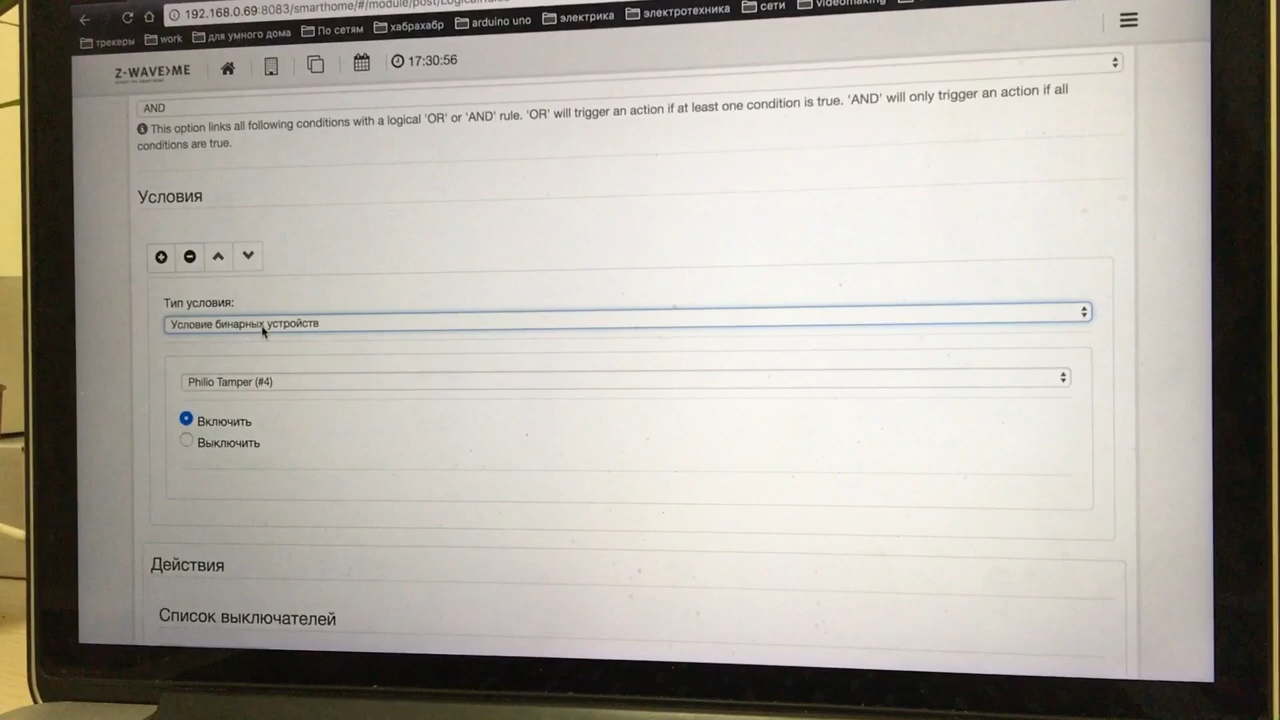 192.168.0.69:8083/smarthome/#/module/post/
трекеры work для умного дома По сетям хабрахабр arduino uno электрика электротехника сети videomaking
Z-WAVE>ME 17:30:56
AND
This option links all following conditions with a logical 'OR' or 'AND' rule. 'OR' will trigger an action if at least one condition is true. 'AND' will only trigger an action if all
conditions are true.
Условия
Тип условия:
Условие бинарных устройств
Philio Tamper (#4)
Включить
Выключить
Действия
Список выключателей